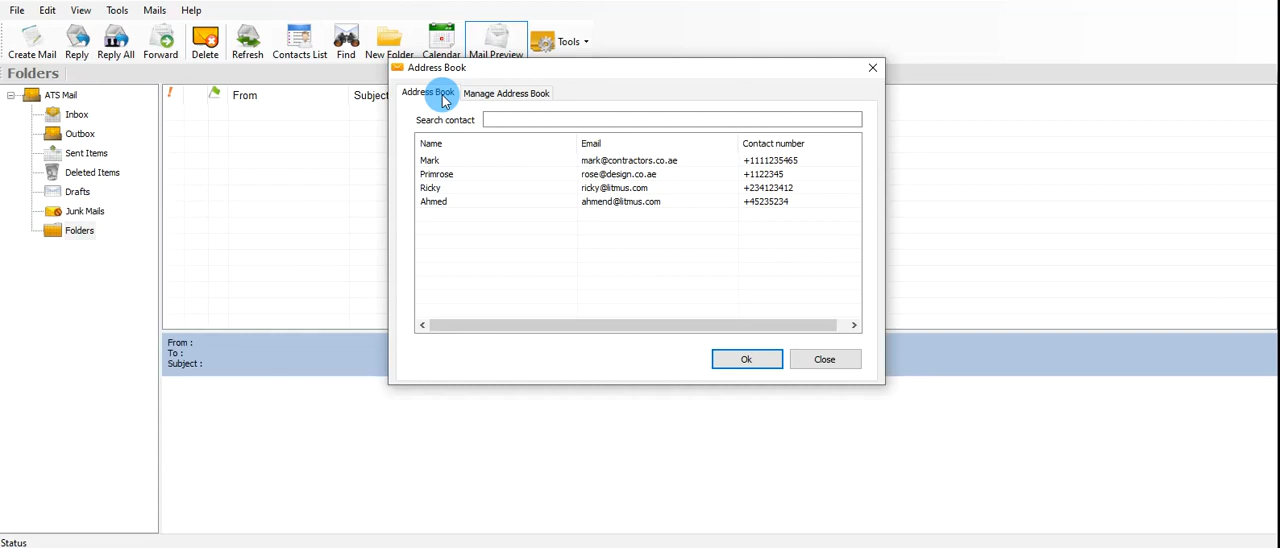 File Edit View Tools Mails Help
Create Mail Reply Reply All Forward Delete Refresh Contacts List Find New Folder Calendar Mail Preview Tools
Folders
Address Book
ATS Mail
Inbox
Outbox
Sent Items
Deleted Items
Drafts
Junk Mails
Folders
! From Subject
Address Book Manage Address Book
Search contact
Name Email Contact number
Mark mark@contractors.co.ae +1111235465
Primrose rose@design.co.ae +1122345
Ricky ricky@litmus.com +234123412
Ahmed ahmend@litmus.com +45235234
Ok Close
From :
To :
Subject :
Status